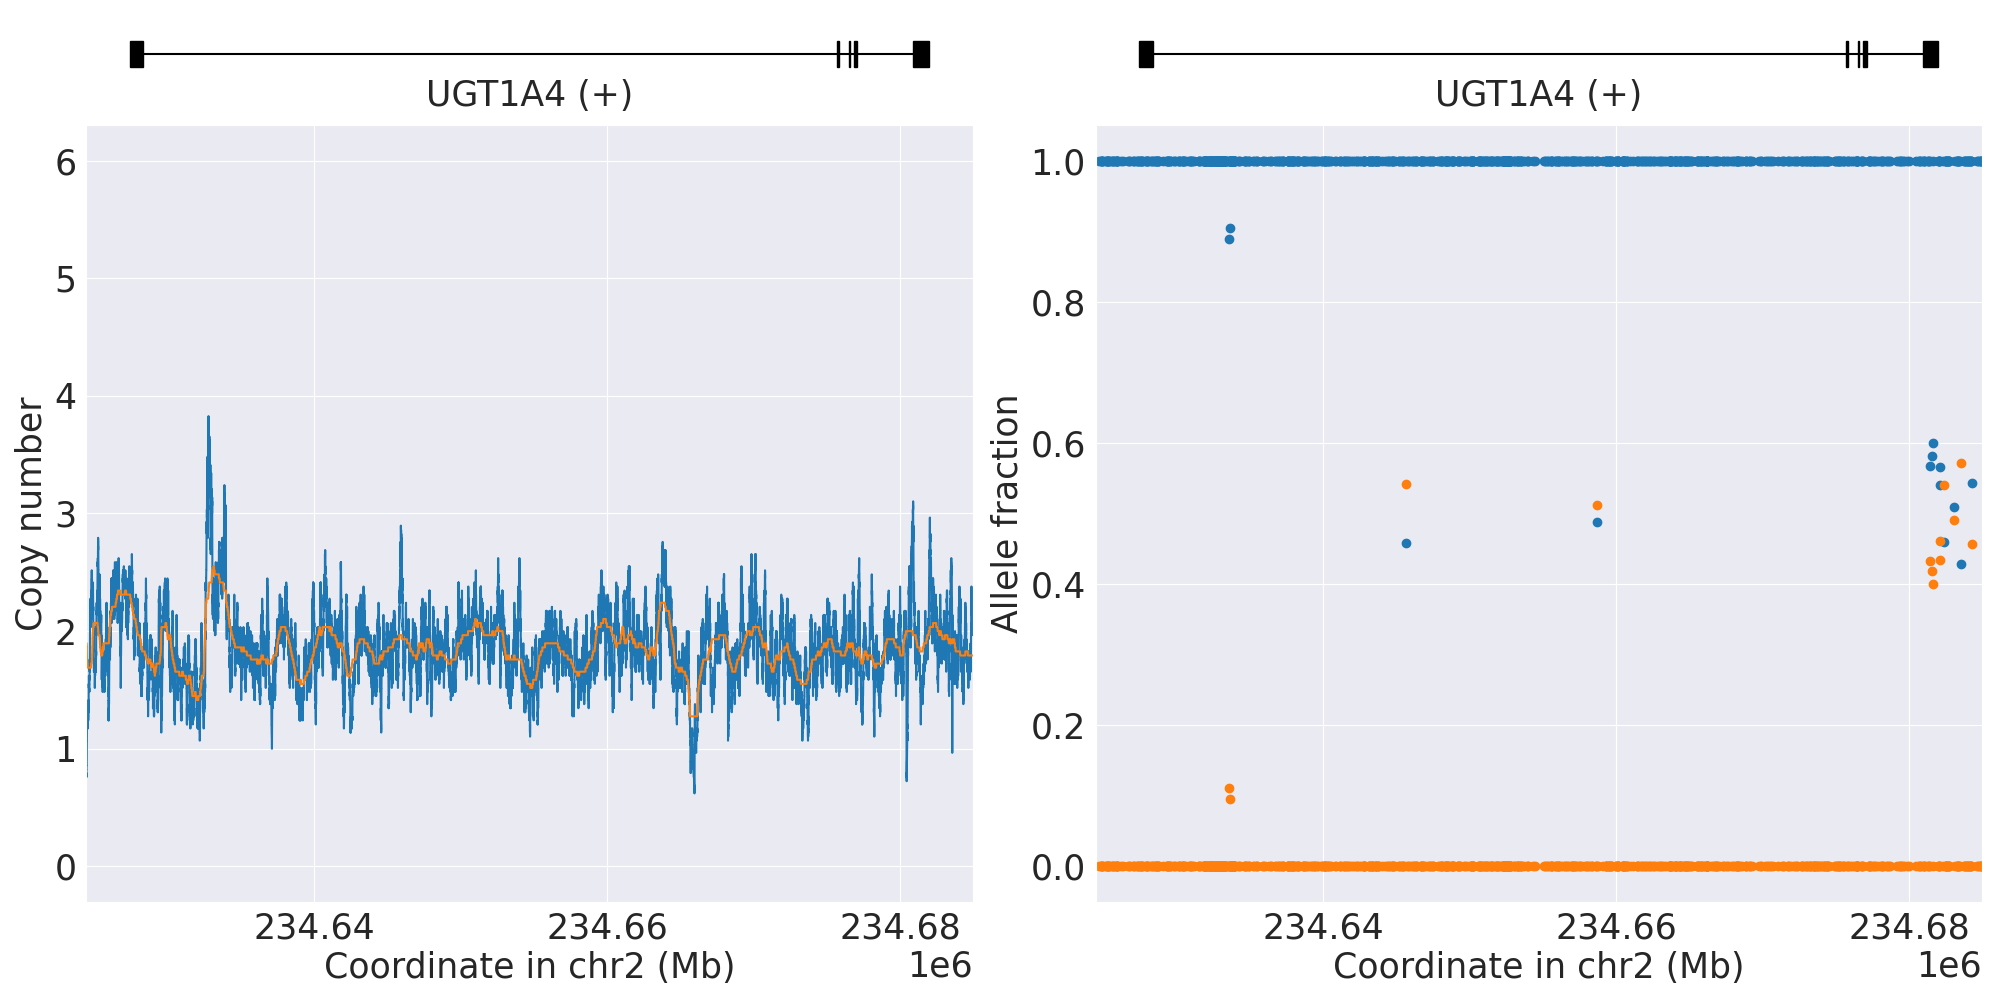 UGT1A4 (+)
Copy number
6
5
4
3
2
1
0
234.64
234.66
234.68
Coordinate in chr2 (Mb)
1e6
UGT1A4 (+)
Allele fraction
1.0
0.8
0.6
0.4
0.2
0.0
234.64
234.66
234.68
Coordinate in chr2 (Mb)
1e6